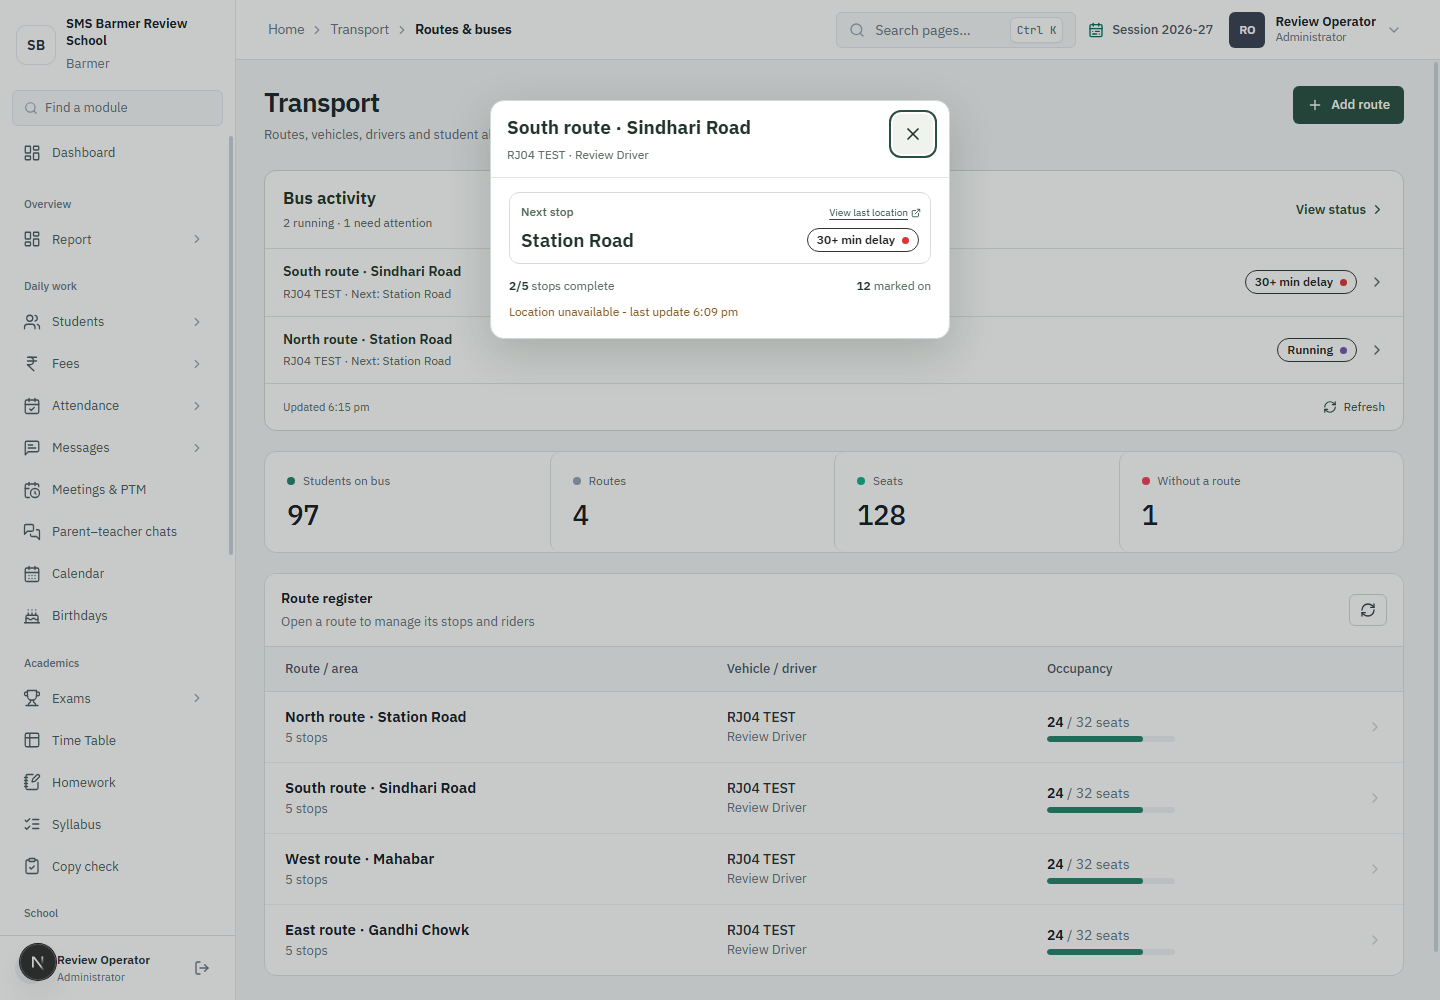 SB
SMS Barmer Review
School
Barmer
Find a module
Dashboard
Overview
Report
Daily work
Students
Fees
Attendance
Messages
Meetings & PTM
Parent–teacher chats
Calendar
Birthdays
Academics
Exams
Time Table
Homework
Syllabus
Copy check
School
N
Review Operator
Administrator
Home > Transport > Routes & buses
Search pages...
Ctrl K
Session 2026-27
RO
Review Operator
Administrator
Transport
Routes, vehicles, drivers and student al
Add route
Bus activity
2 running · 1 need attention
View status
South route · Sindhari Road
RJ04 TEST · Next: Station Road
30+ min delay
North route · Station Road
RJ04 TEST · Next: Station Road
Running
Updated 6:15 pm
Refresh
South route · Sindhari Road
RJ04 TEST · Review Driver
Next stop
View last location
Station Road
30+ min delay
2/5 stops complete
12 marked on
Location unavailable - last update 6:09 pm
Students on bus
97
Routes
4
Seats
128
Without a route
1
Route register
Open a route to manage its stops and riders
Route / area
Vehicle / driver
Occupancy
North route · Station Road
5 stops
RJ04 TEST
Review Driver
24 / 32 seats
South route · Sindhari Road
5 stops
RJ04 TEST
Review Driver
24 / 32 seats
West route · Mahabar
5 stops
RJ04 TEST
Review Driver
24 / 32 seats
East route · Gandhi Chowk
5 stops
RJ04 TEST
Review Driver
24 / 32 seats